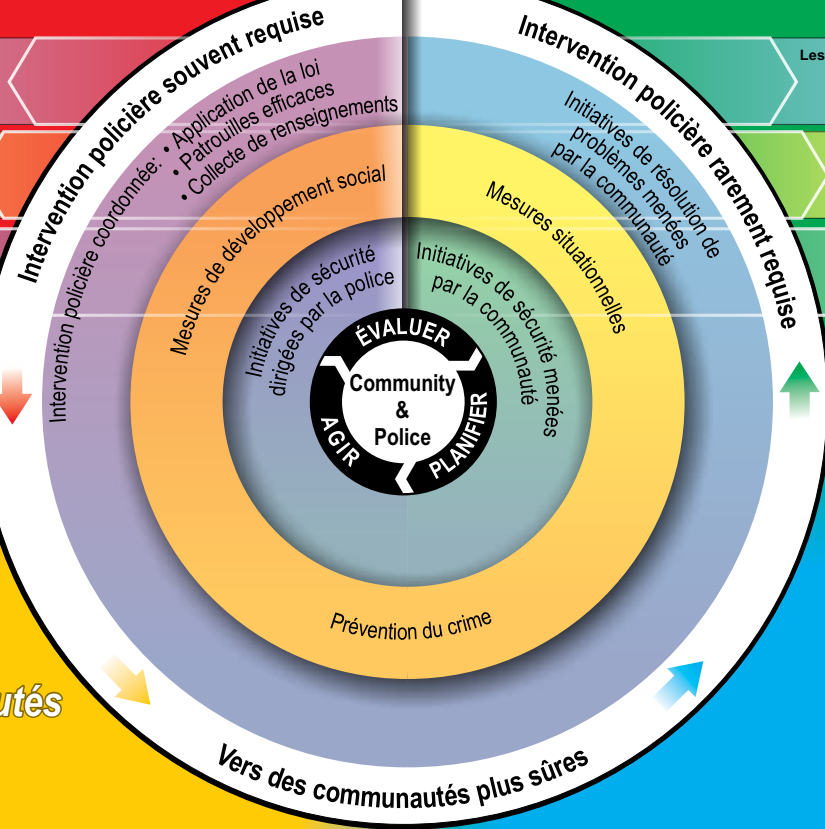 Intervention policière souvent requise
Intervention policière rarement requise
Les
Intervention policière coordonnée: • Application de la loi
• Patrouilles efficaces
• Collecte de renseignements
Initiatives de résolution de
problèmes menées
par la communauté
Mesures de développement social
Mesures situationnelles
Initiatives de sécurité
dirigées par la police
Initiatives de sécurité menées
par la communauté
ÉVALUER
PLANIFIER
AGIR
Community
&
Police
Prévention du crime
utés
Vers des communautés plus sûres